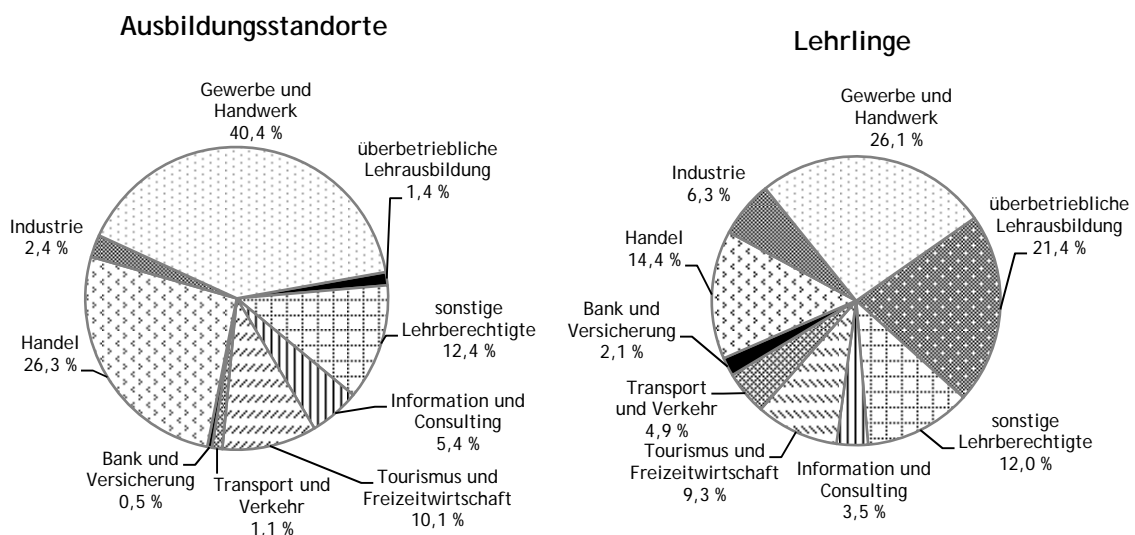 Ausbildungsstandorte
Gewerbe und
Handwerk
40,4 %
überbetriebliche
Lehrausbildung
1,4 %
Industrie
2,4 %
sonstige
Lehrberechtigte
12,4 %
Handel
26,3 %
Information und
Consulting
5,4 %
Bank und
Versicherung
0,5 %
Transport und
Verkehr
1,1 %
Tourismus und
Freizeitwirtschaft
10,1 %
Lehrlinge
Gewerbe und
Handwerk
26,1 %
Industrie
6,3 %
überbetriebliche
Lehrausbildung
21,4 %
Handel
14,4 %
Bank und
Versicherung
2,1 %
Transport
und Verkehr
4,9 %
sonstige
Lehrberechtigte
12,0 %
Tourismus und
Freizeitwirtschaft
9,3 %
Information und
Consulting
3,5 %